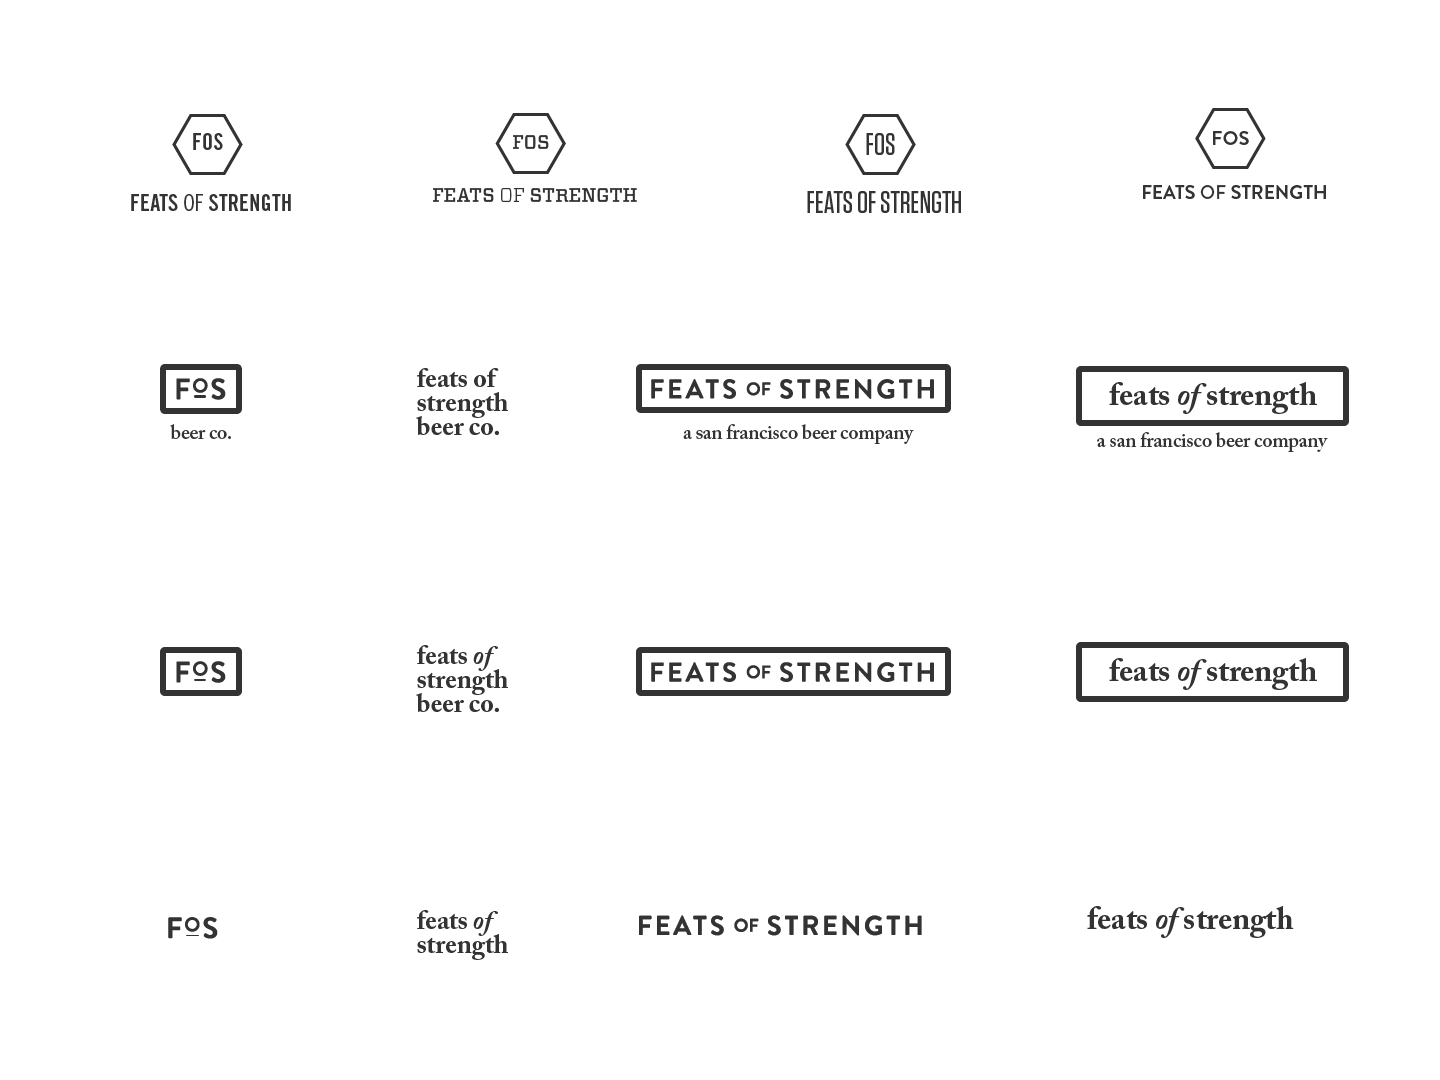 FOS
FEATS OF STRENGTH
FOS
FEATS OF STRENGTH
FOS
FEATS OF STRENGTH
FOS
FEATS OF STRENGTH
FOS
beer co.
feats of
strength
beer co.
FEATS OF STRENGTH
a san francisco beer company
feats of strength
a san francisco beer company
FOS
feats of
strength
beer co.
FEATS OF STRENGTH
feats of strength
FOS
feats of
strength
FEATS OF STRENGTH
feats of strength